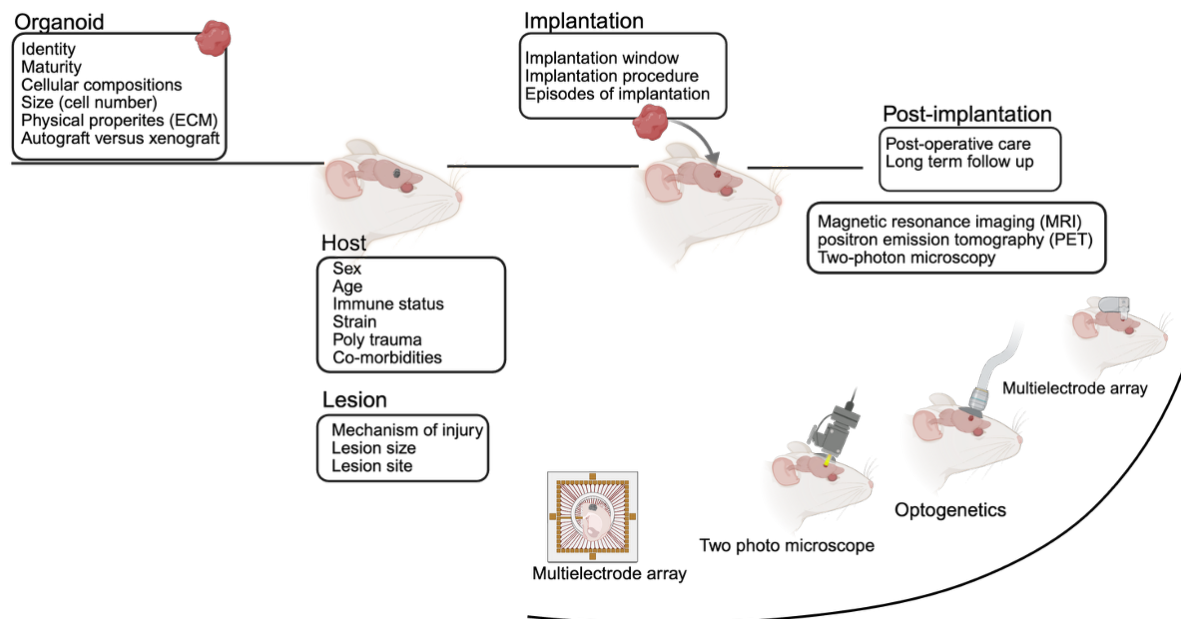 Organoid
Identity
Maturity
Cellular compositions
Size (cell number)
Physical properites (ECM)
Autograft versus xenograft
Implantation
Implantation window
Implantation procedure
Episodes of implantation
Post-implantation
Post-operative care
Long term follow up
Magnetic resonance imaging (MRI)
positron emission tomography (PET)
Two-photon microscopy
Host
Sex
Age
Immune status
Strain
Poly trauma
Co-morbidities
Lesion
Mechanism of injury
Lesion size
Lesion site
Multielectrode array
Optogenetics
Two photo microscope
Multielectrode array